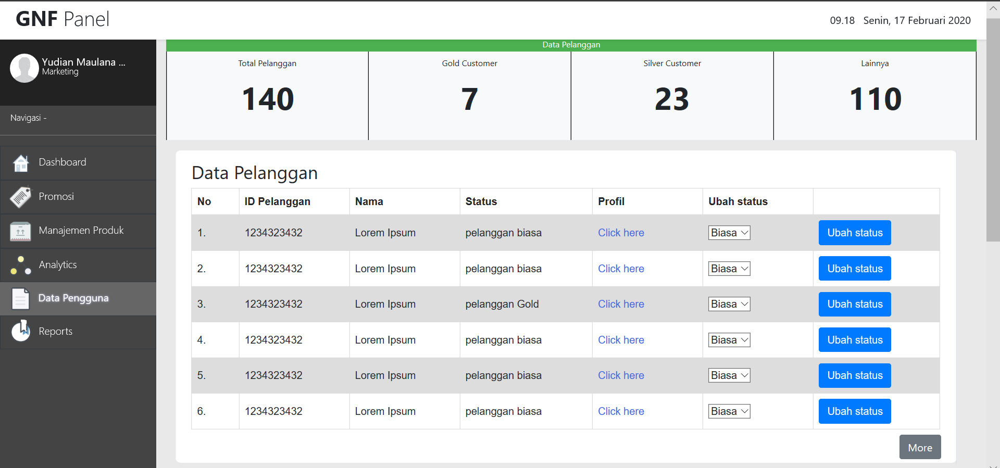 GNF Panel
09.18 Senin, 17 Februari 2020
Yudian Maulana ...
Marketing
Navigasi -
Dashboard
Promosi
Manajemen Produk
Analytics
Data Pengguna
Reports
Data Pelanggan
Total Pelanggan Gold Customer Silver Customer Lainnya
140 7 23 110
Data Pelanggan
No ID Pelanggan Nama Status Profil Ubah status
1. 1234323432 Lorem Ipsum pelanggan biasa Click here Biasa Ubah status
2. 1234323432 Lorem Ipsum pelanggan biasa Click here Biasa Ubah status
3. 1234323432 Lorem Ipsum pelanggan Gold Click here Biasa Ubah status
4. 1234323432 Lorem Ipsum pelanggan biasa Click here Biasa Ubah status
5. 1234323432 Lorem Ipsum pelanggan biasa Click here Biasa Ubah status
6. 1234323432 Lorem Ipsum pelanggan biasa Click here Biasa Ubah status
More